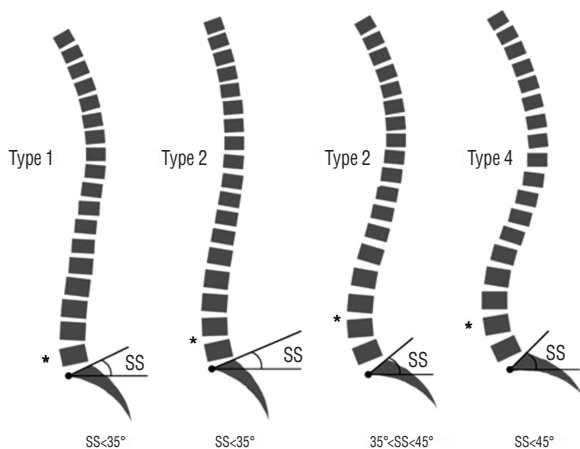 Type 1
Type 2
Type 2
Type 4
*
*
*
*
SS
SS
SS
SS
SS<35°
SS<35°
35°<SS<45°
SS<45°